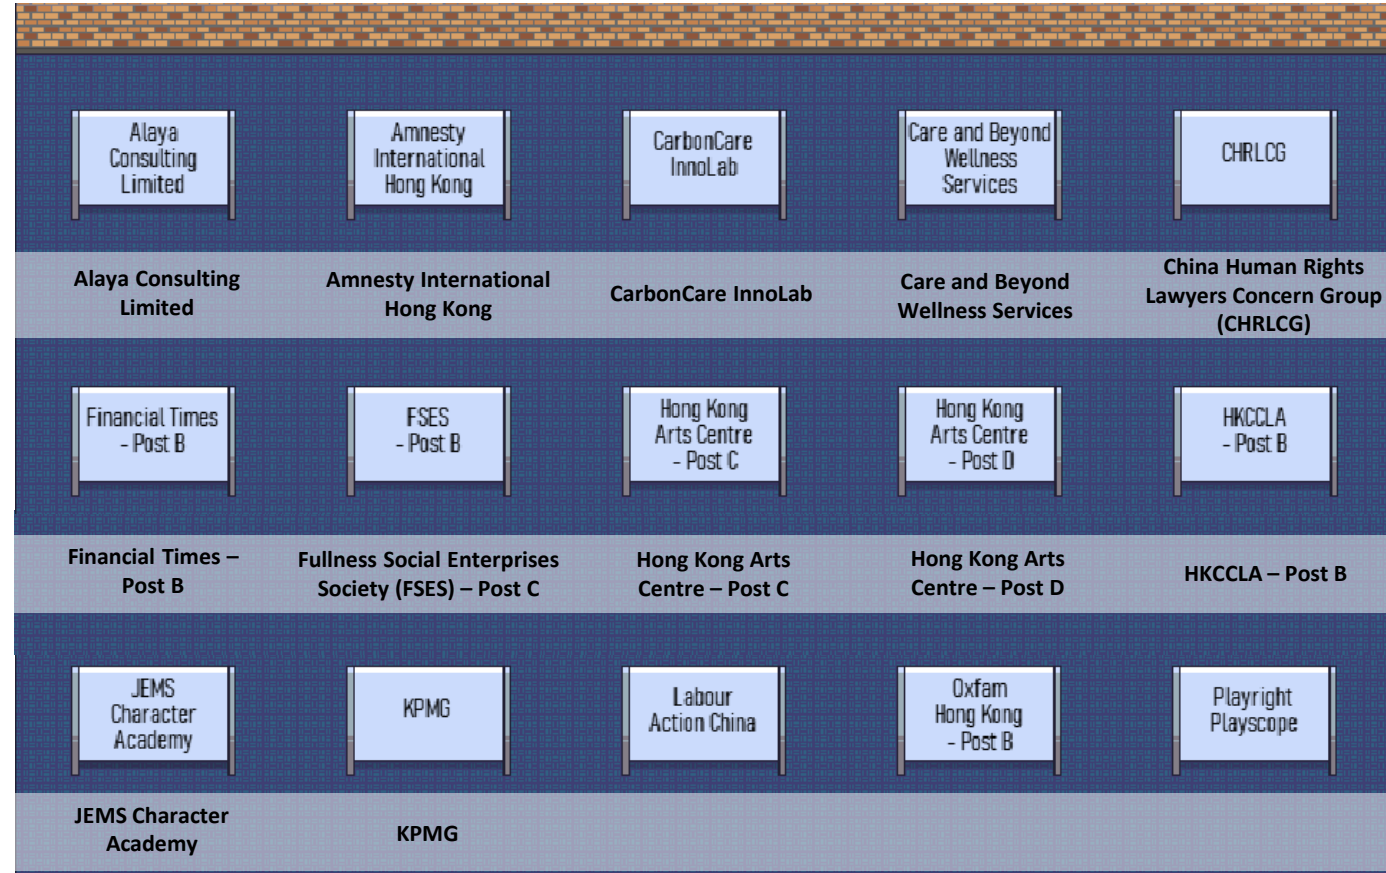 Alaya
Consulting
Limited
Amnesty
International
Hong Kong
CarbonCare
InnoLab
Care and Beyond
Wellness
Services
CHRLCG
Alaya Consulting
Limited
Amnesty International
Hong Kong
CarbonCare InnoLab
Care and Beyond
Wellness Services
China Human Rights
Lawyers Concern Group
(CHRLCG)
Financial Times
- Post B
FSES
- Post B
Hong Kong
Arts Centre
- Post C
Hong Kong
Arts Centre
- Post D
HKCCLA
- Post B
Financial Times –
Post B
Fullness Social Enterprises
Society (FSES) – Post C
Hong Kong Arts
Centre – Post C
Hong Kong Arts
Centre – Post D
HKCCLA – Post B
JEMS
Character
Academy
KPMG
Labour
Action China
Oxfam
Hong Kong
- Post B
Playright
Playscope
JEMS Character
Academy
KPMG